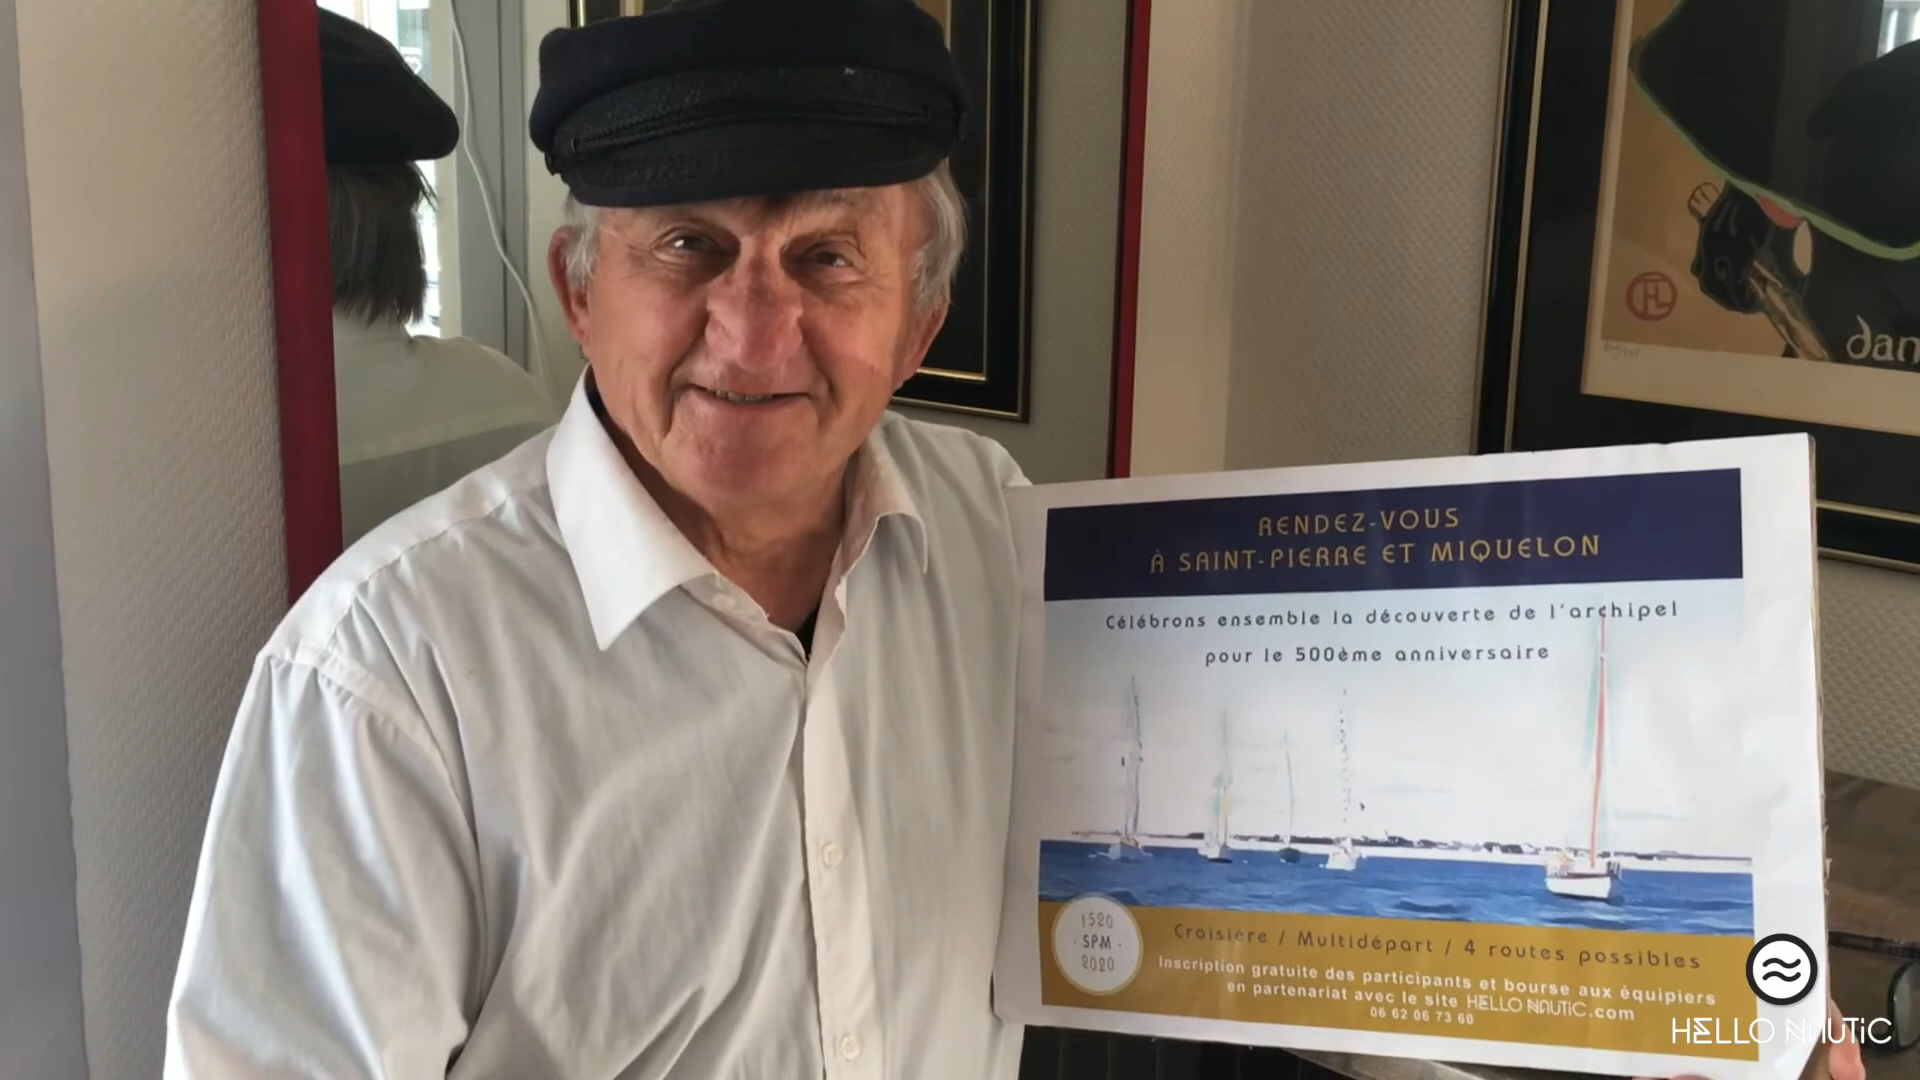 dan
RENDEZ-VOUS
À SAINT-PIERRE ET MIQUELON
Célébrons ensemble la découverte de l'archipel
pour le 500ème anniversaire
1520
- SPM -
2020
Croisière / Multidépart / 4 routes possibles
Inscription gratuite des participants et bourse aux équipiers
en partenariat avec le site HELLO NAUTiC.com
06 62 06 73 60
HELLO NAUTiC